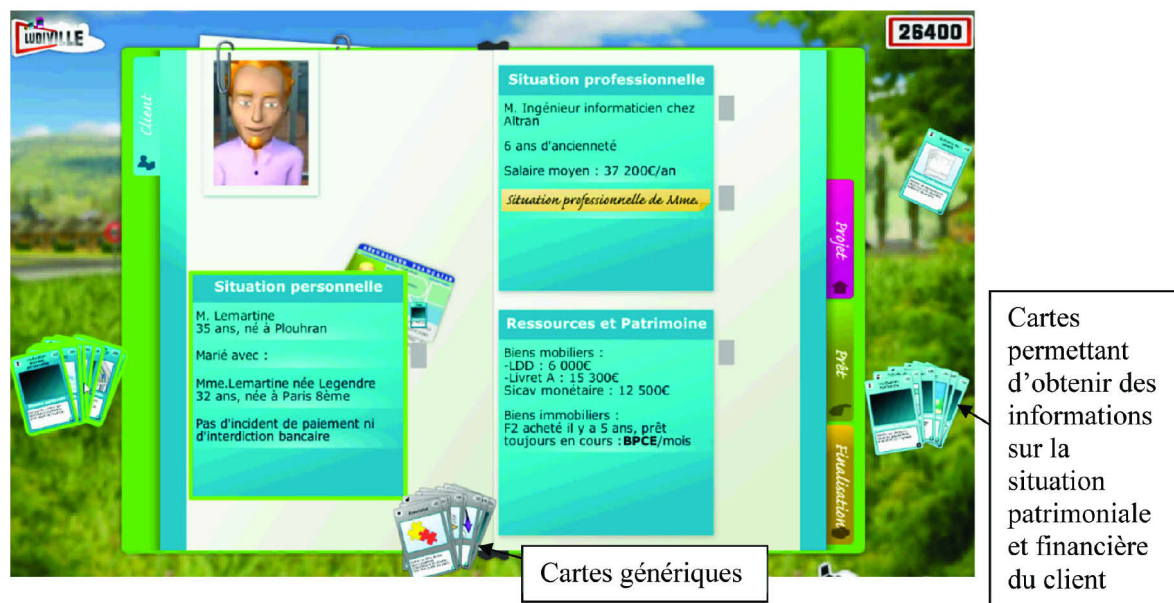 LUDIVILLE
26400
Client
Situation professionnelle
M. Ingénieur informaticien chez
Altran
6 ans d'ancienneté
Salaire moyen : 37 200€/an
Situation professionnelle de Mme.
Situation personnelle
M. Lemartine
35 ans, né à Plouhran
Marié avec :
Mme.Lemartine née Legendre
32 ans, née à Paris 8ème
Pas d'incident de paiement ni
d'interdiction bancaire
Ressources et Patrimoine
Biens mobiliers :
-LDD : 6 000€
-Livret A : 15 300€
Sicav monétaire : 12 500€
Biens immobiliers :
F2 acheté il y a 5 ans, prêt
toujours en cours :BPCE/mois
Projet
Prêt
Finalisation
Cartes génériques
Cartes
permettant
d'obtenir des
informations
sur la
situation
patrimoniale
et financière
du client